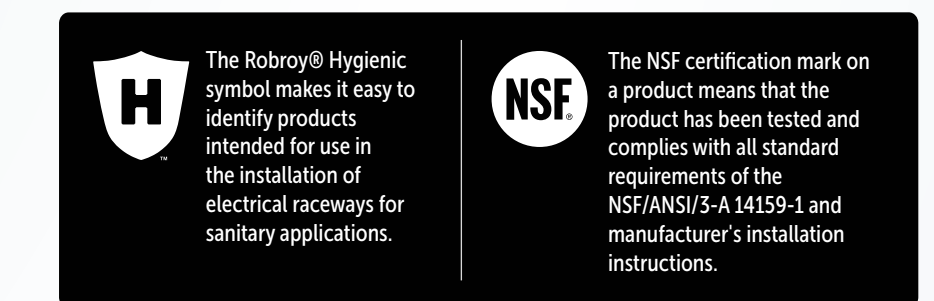 H
™
The Robroy® Hygienic
symbol makes it easy to
identify products
intended for use in
the installation of
electrical raceways for
sanitary applications.
NSF®
The NSF certification mark on
a product means that the
product has been tested and
complies with all standard
requirements of the
NSF/ANSI/3-A 14159-1 and
manufacturer's installation
instructions.